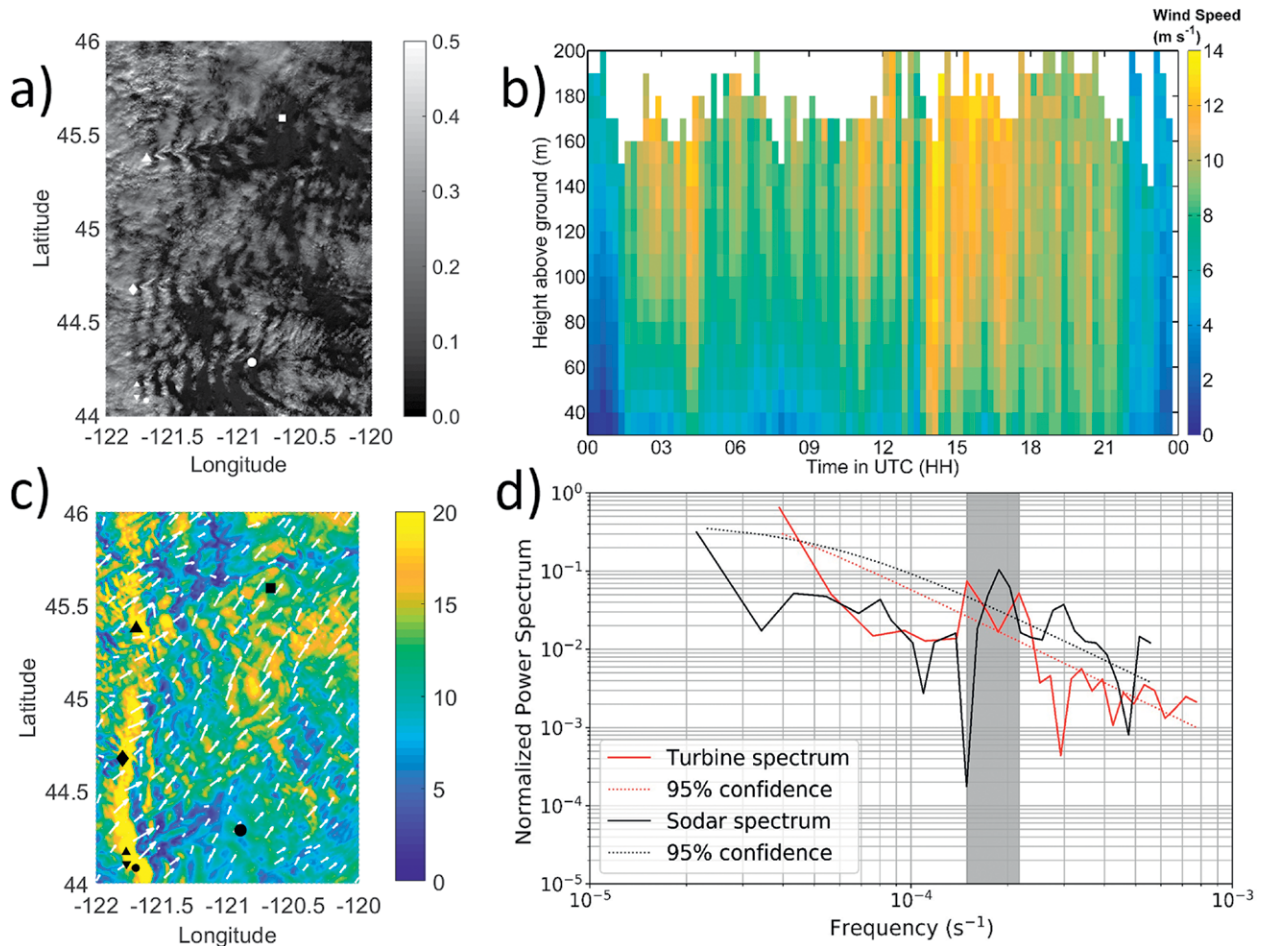 a)
46
45.5
45
44.5
44
Latitude
-122 -121.5 -121 -120.5 -120
Longitude
0.5
0.4
0.3
0.2
0.1
0.0
b)
Wind Speed
(m s⁻¹)
200
180
160
140
120
100
80
60
40
Height above ground (m)
00 03 06 09 12 15 18 21 00
Time in UTC (HH)
14
12
10
8
6
4
2
0
c)
46
45.5
45
44.5
44
Latitude
-122 -121.5 -121 -120.5 -120
Longitude
20
15
10
5
0
d)
10⁰
10⁻¹
10⁻²
10⁻³
10⁻⁴
10⁻⁵
Normalized Power Spectrum
Turbine spectrum
95% confidence
Sodar spectrum
95% confidence
10⁻⁵ 10⁻⁴ 10⁻³
Frequency (s⁻¹)